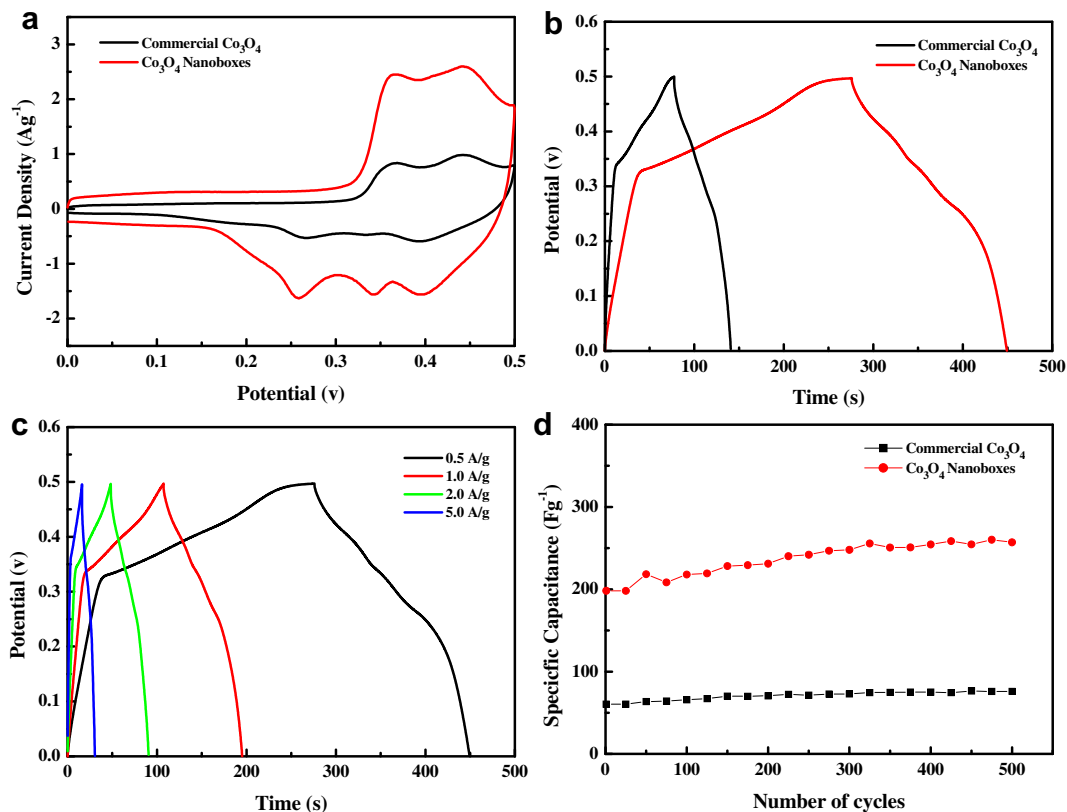 a
3
2
1
0
-1
-2
0.0 0.1 0.2 0.3 0.4 0.5
Current Density (Ag⁻¹)
Potential (v)
Commercial Co₃O₄
Co₃O₄ Nanoboxes
b
0.6
0.5
0.4
0.3
0.2
0.1
0.0
0 100 200 300 400 500
Potential (v)
Time (s)
Commercial Co₃O₄
Co₃O₄ Nanoboxes
c
0.6
0.5
0.4
0.3
0.2
0.1
0.0
0 100 200 300 400 500
Potential (v)
Time (s)
0.5 A/g
1.0 A/g
2.0 A/g
5.0 A/g
d
400
300
200
100
0
0 100 200 300 400 500
Specicfic Capacitance (Fg⁻¹)
Number of cycles
Commercial Co₃O₄
Co₃O₄ Nanoboxes